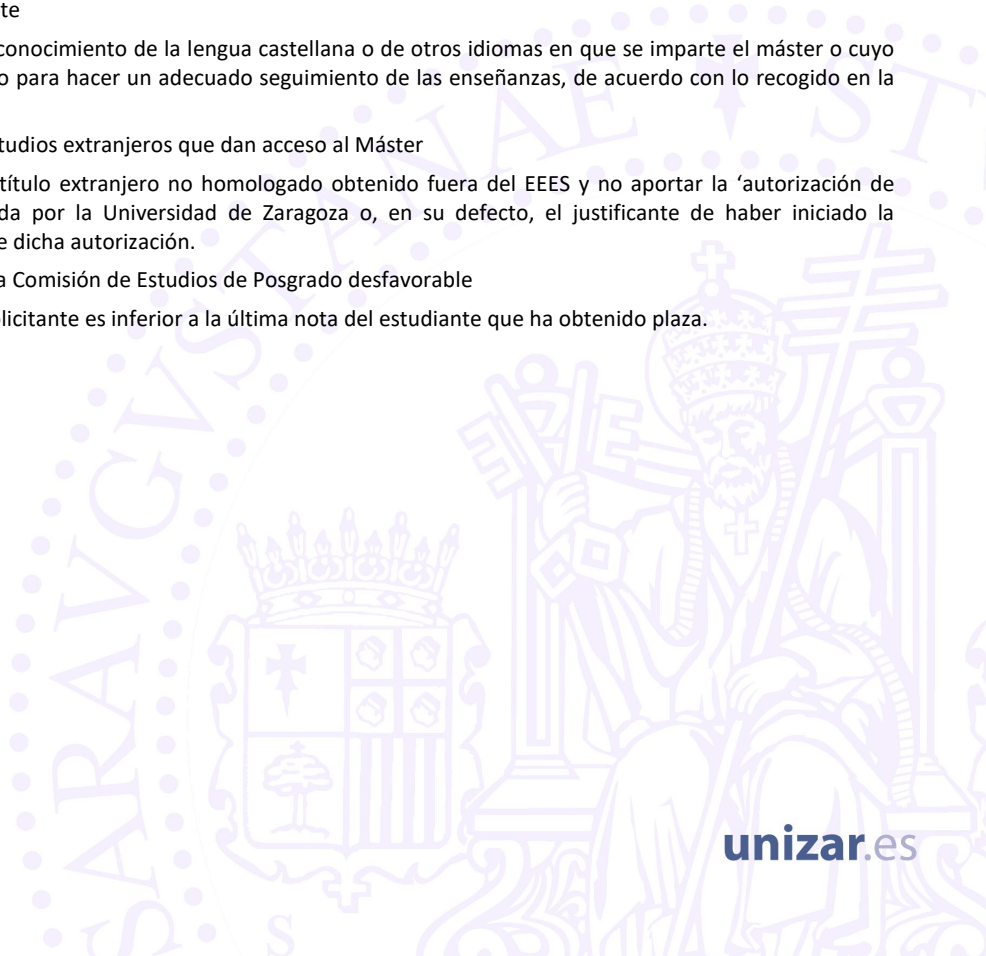 te
conocimiento de la lengua castellana o de otros idiomas en que se imparte el máster o cuyo
o para hacer un adecuado seguimiento de las enseñanzas, de acuerdo con lo recogido en la
tudios extranjeros que dan acceso al Máster
título extranjero no homologado obtenido fuera del EEES y no aportar la ‘autorización de
da por la Universidad de Zaragoza o, en su defecto, el justificante de haber iniciado la
e dicha autorización.
a Comisión de Estudios de Posgrado desfavorable
licitante es inferior a la última nota del estudiante que ha obtenido plaza.
SARAVGVSTANAE ST
S
unizar.es